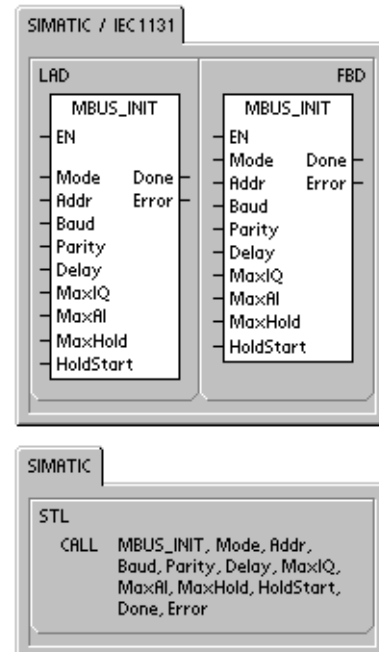 SIMATIC / IEC1131
LAD
MBUS_INIT
EN
Mode Done
Addr Error
Baud
Parity
Delay
MaxIQ
MaxAI
MaxHold
HoldStart
FBD
MBUS_INIT
EN
Mode Done
Addr Error
Baud
Parity
Delay
MaxIQ
MaxAI
MaxHold
HoldStart
SIMATIC
STL
CALL MBUS_INIT, Mode, Addr,
Baud, Parity, Delay, MaxIQ,
MaxAI, MaxHold, HoldStart,
Done, Error